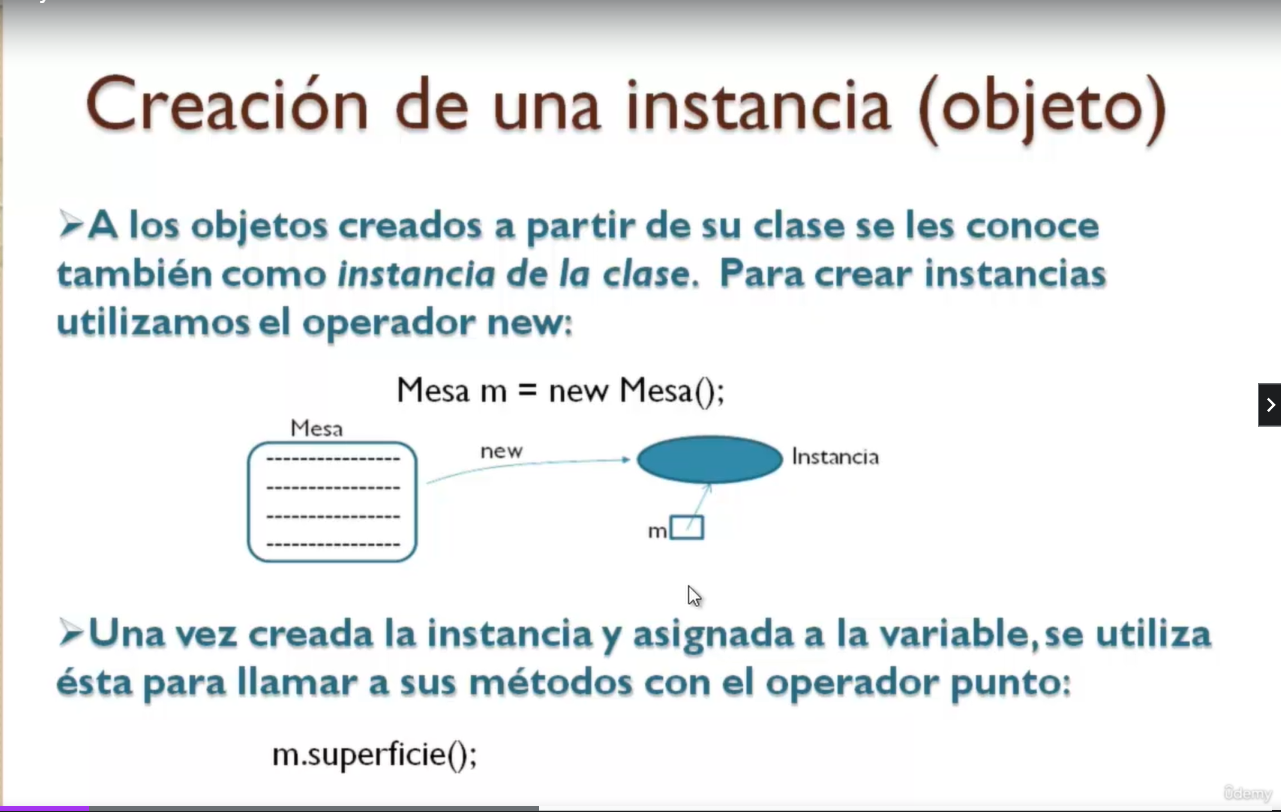 Creación de una instancia (objeto)
➢A los objetos creados a partir de su clase se les conoce
también como instancia de la clase. Para crear instancias
utilizamos el operador new:
Mesa m = new Mesa();
Mesa
new
Instancia
m
➢Una vez creada la instancia y asignada a la variable, se utiliza
ésta para llamar a sus métodos con el operador punto:
m.superficie();
ûdemy